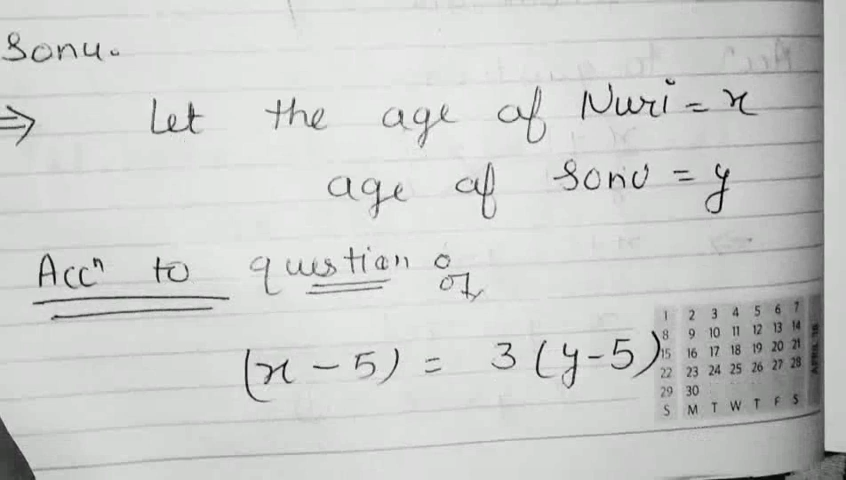 Sonu.
⇒ Let the age of Nuri = x
age of Sonu = y
Accⁿ to question
(x - 5) = 3 (y - 5)
1 2 3 4 5 6 7
8 9 10 11 12 13 14
15 16 17 18 19 20 21
22 23 24 25 26 27 28
29 30
S M T W T F S